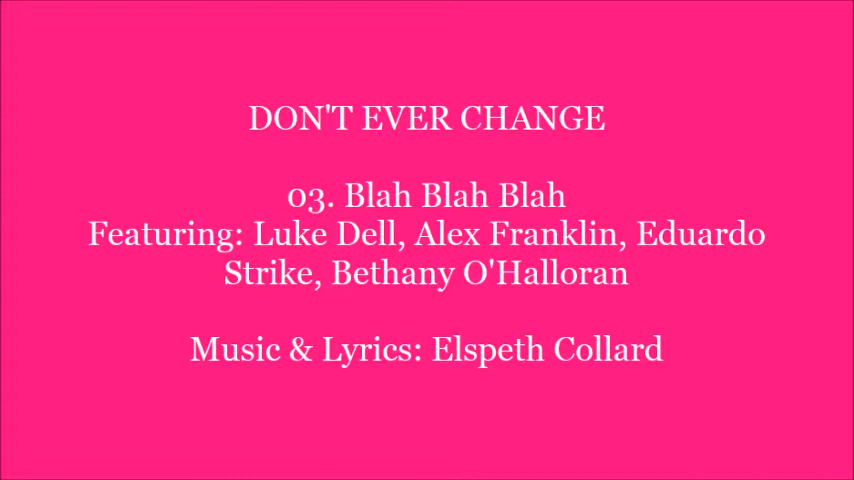 DON'T EVER CHANGE
03. Blah Blah Blah
Featuring: Luke Dell, Alex Franklin, Eduardo
Strike, Bethany O'Halloran
Music & Lyrics: Elspeth Collard